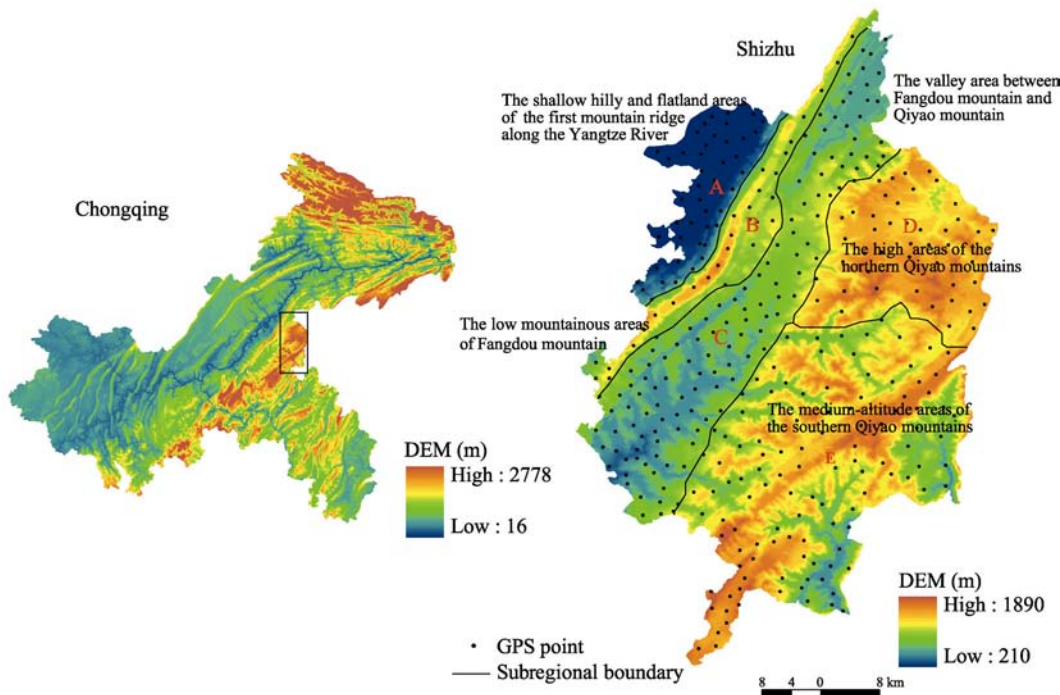 Chongqing
DEM (m)
High : 2778
Low : 16
Shizhu
The shallow hilly and flatland areas
of the first mountain ridge
along the Yangtze River
The valley area between
Fangdou mountain and
Qiyao mountain
A
B
D
The high areas of the
northern Qiyao mountains
The low mountainous areas
of Fangdou mountain
C
The medium-altitude areas of
the southern Qiyao mountains
E
DEM (m)
High : 1890
Low : 210
GPS point
Subregional boundary
8 4 0 8 km